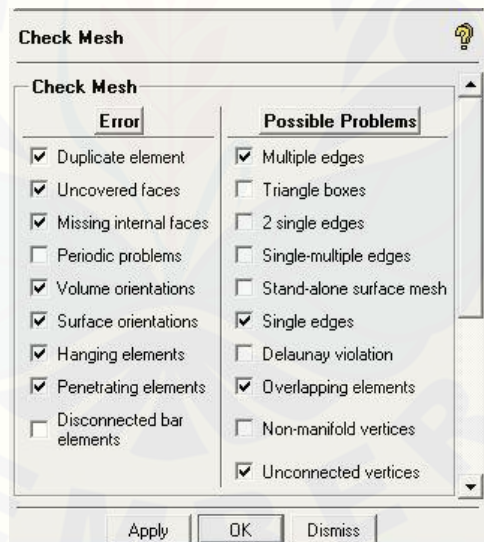 Check Mesh
Check Mesh
Error
Duplicate element
Uncovered faces
Missing internal faces
Periodic problems
Volume orientations
Surface orientations
Hanging elements
Penetrating elements
Disconnected bar
elements
Possible Problems
Multiple edges
Triangle boxes
2 single edges
Single-multiple edges
Stand-alone surface mesh
Single edges
Delaunay violation
Overlapping elements
Non-manifold vertices
Unconnected vertices
Apply
OK
Dismiss